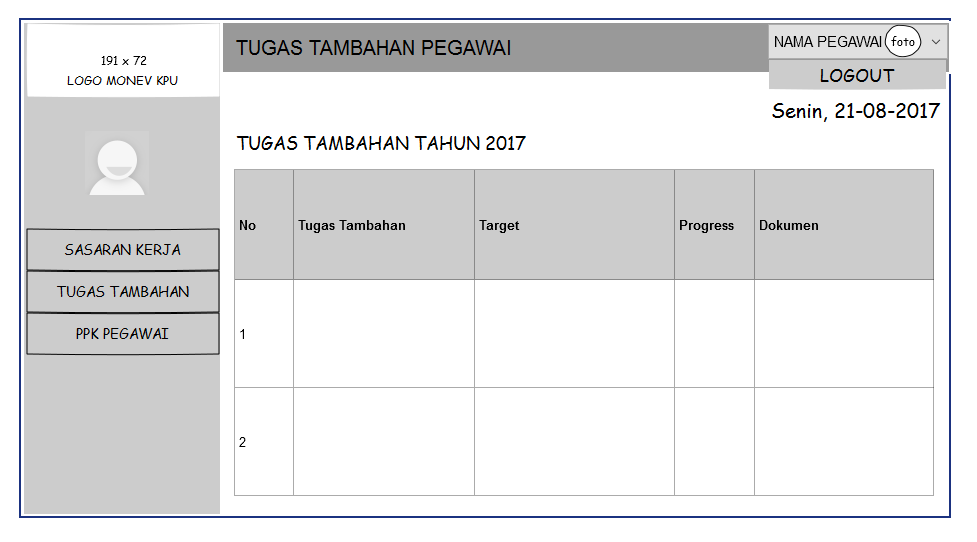 191 x 72
LOGO MONEV KPU
TUGAS TAMBAHAN PEGAWAI
NAMA PEGAWAI foto
LOGOUT
Senin, 21-08-2017
TUGAS TAMBAHAN TAHUN 2017
SASARAN KERJA
TUGAS TAMBAHAN
PPK PEGAWAI
No Tugas Tambahan Target Progress Dokumen
1
2